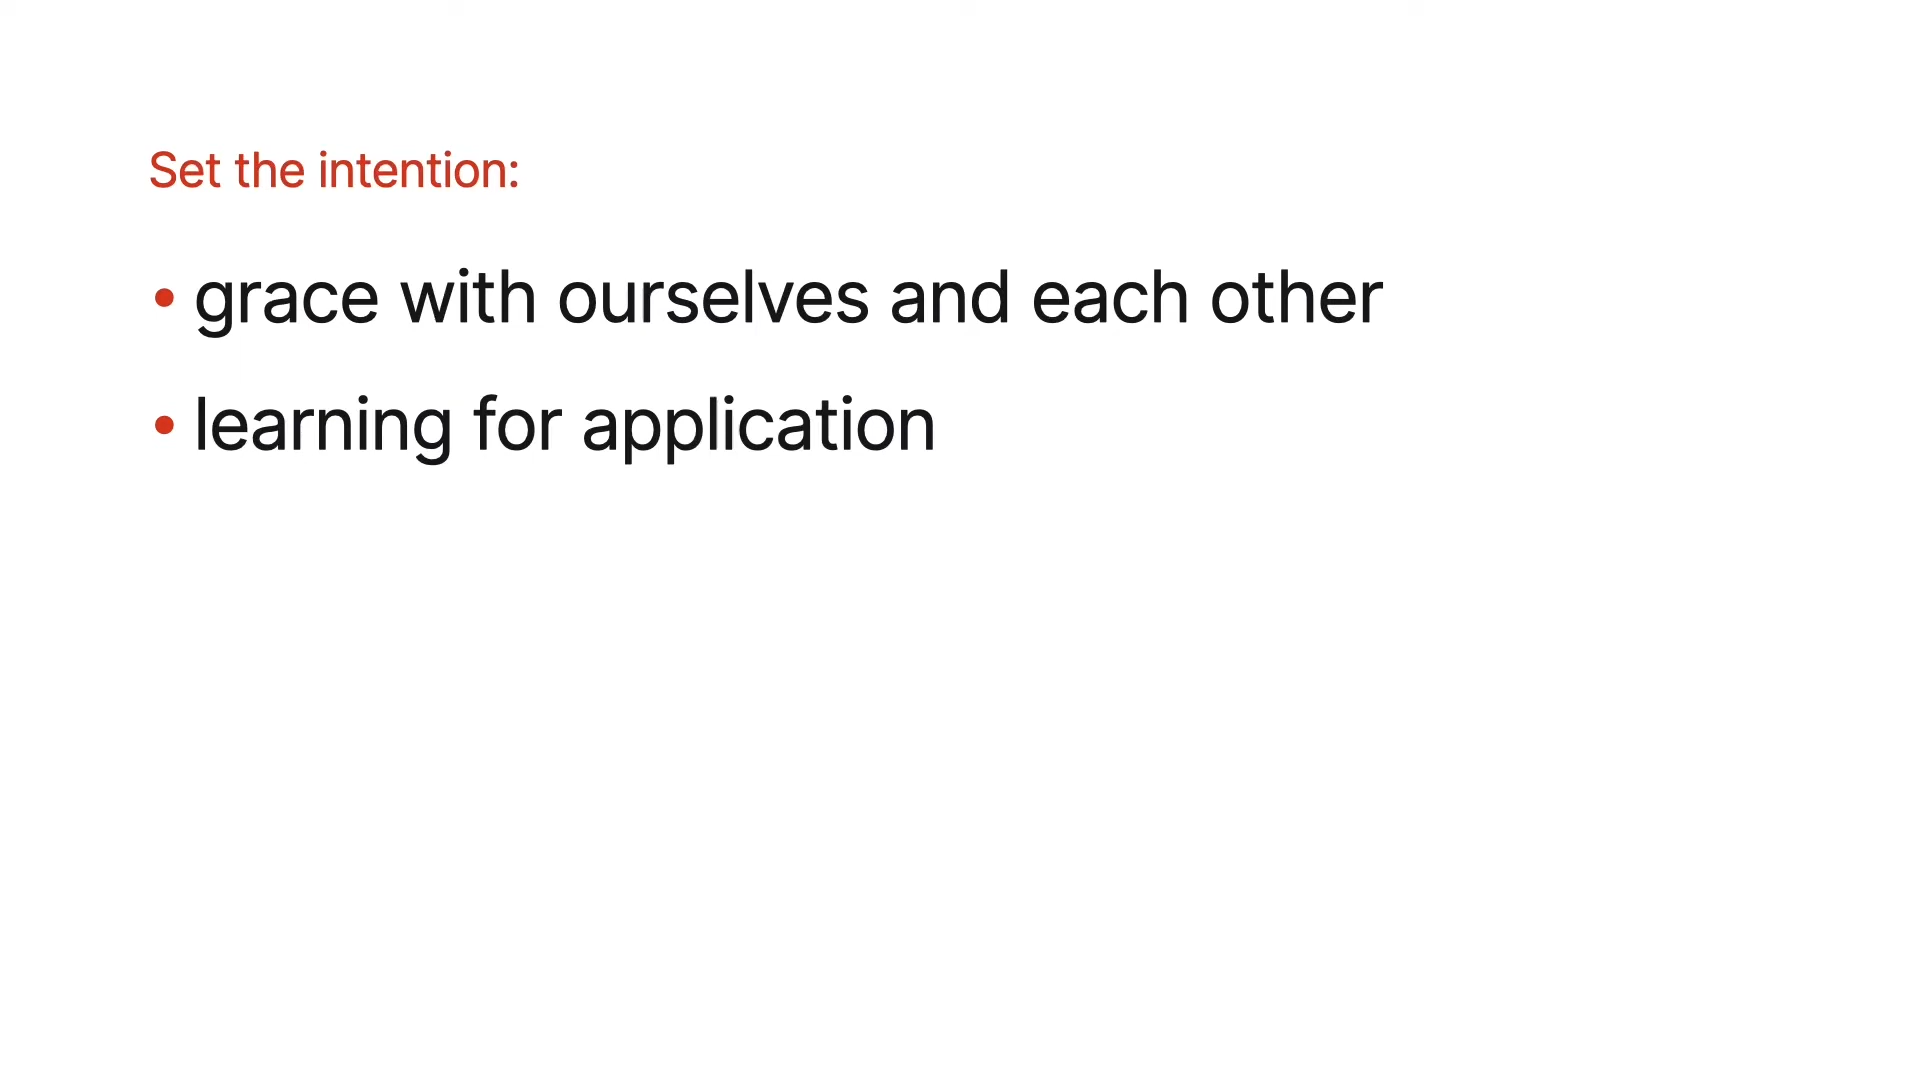 Set the intention:
• grace with ourselves and each other
• learning for application